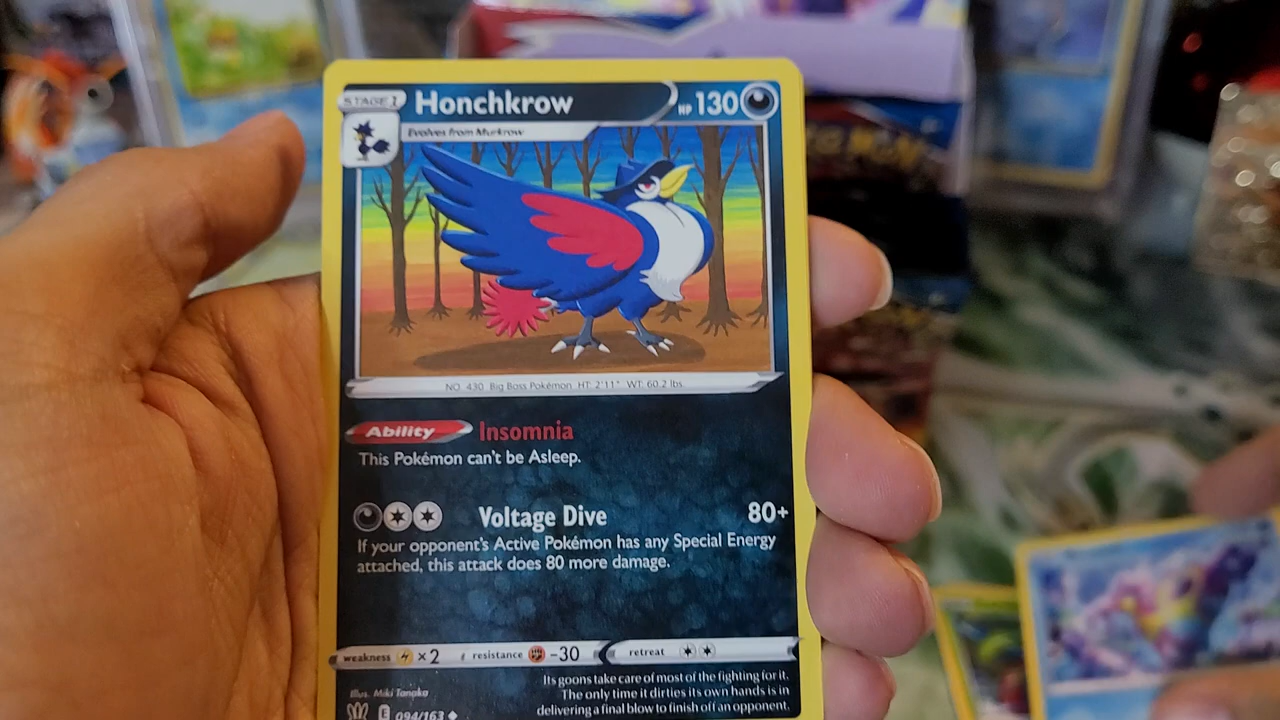 STAGE 1 Honchkrow HP 130
Evolves from Murkrow
NO. 430 Big Boss Pokémon HT: 2'11" WT: 60.2 lbs.
Ability Insomnia
This Pokémon can't be Asleep.
Voltage Dive 80+
If your opponent's Active Pokémon has any Special Energy
attached, this attack does 80 more damage.
weakness ×2 resistance -30 retreat
Its goons take care of most of the fighting for it.
The only time it dirties its own hands is in
delivering a final blow to finish off an opponent.
Illus. Miki Tanaka
E 094/163